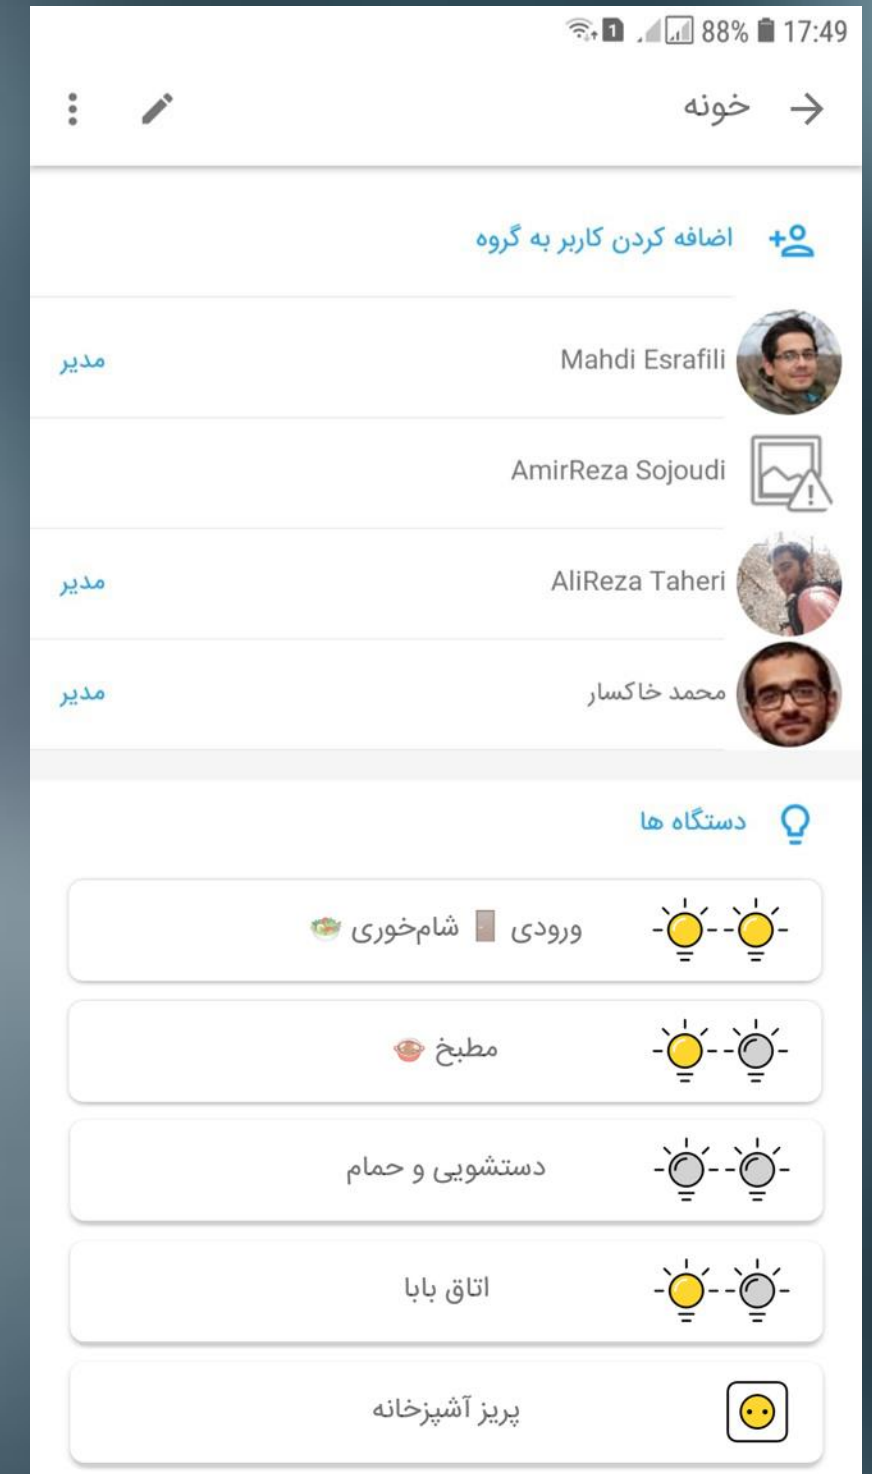 88% 17:49
خونه
اضافه کردن کاربر به گروه
Mahdi Esrafili مدیر
AmirReza Sojoudi
AliReza Taheri مدیر
محمد خاکسار مدیر
دستگاه ها
ورودی 🚪 شام‌خوری 🥗
مطبخ 🍲
دستشویی و حمام
اتاق بابا
پریز آشپزخانه